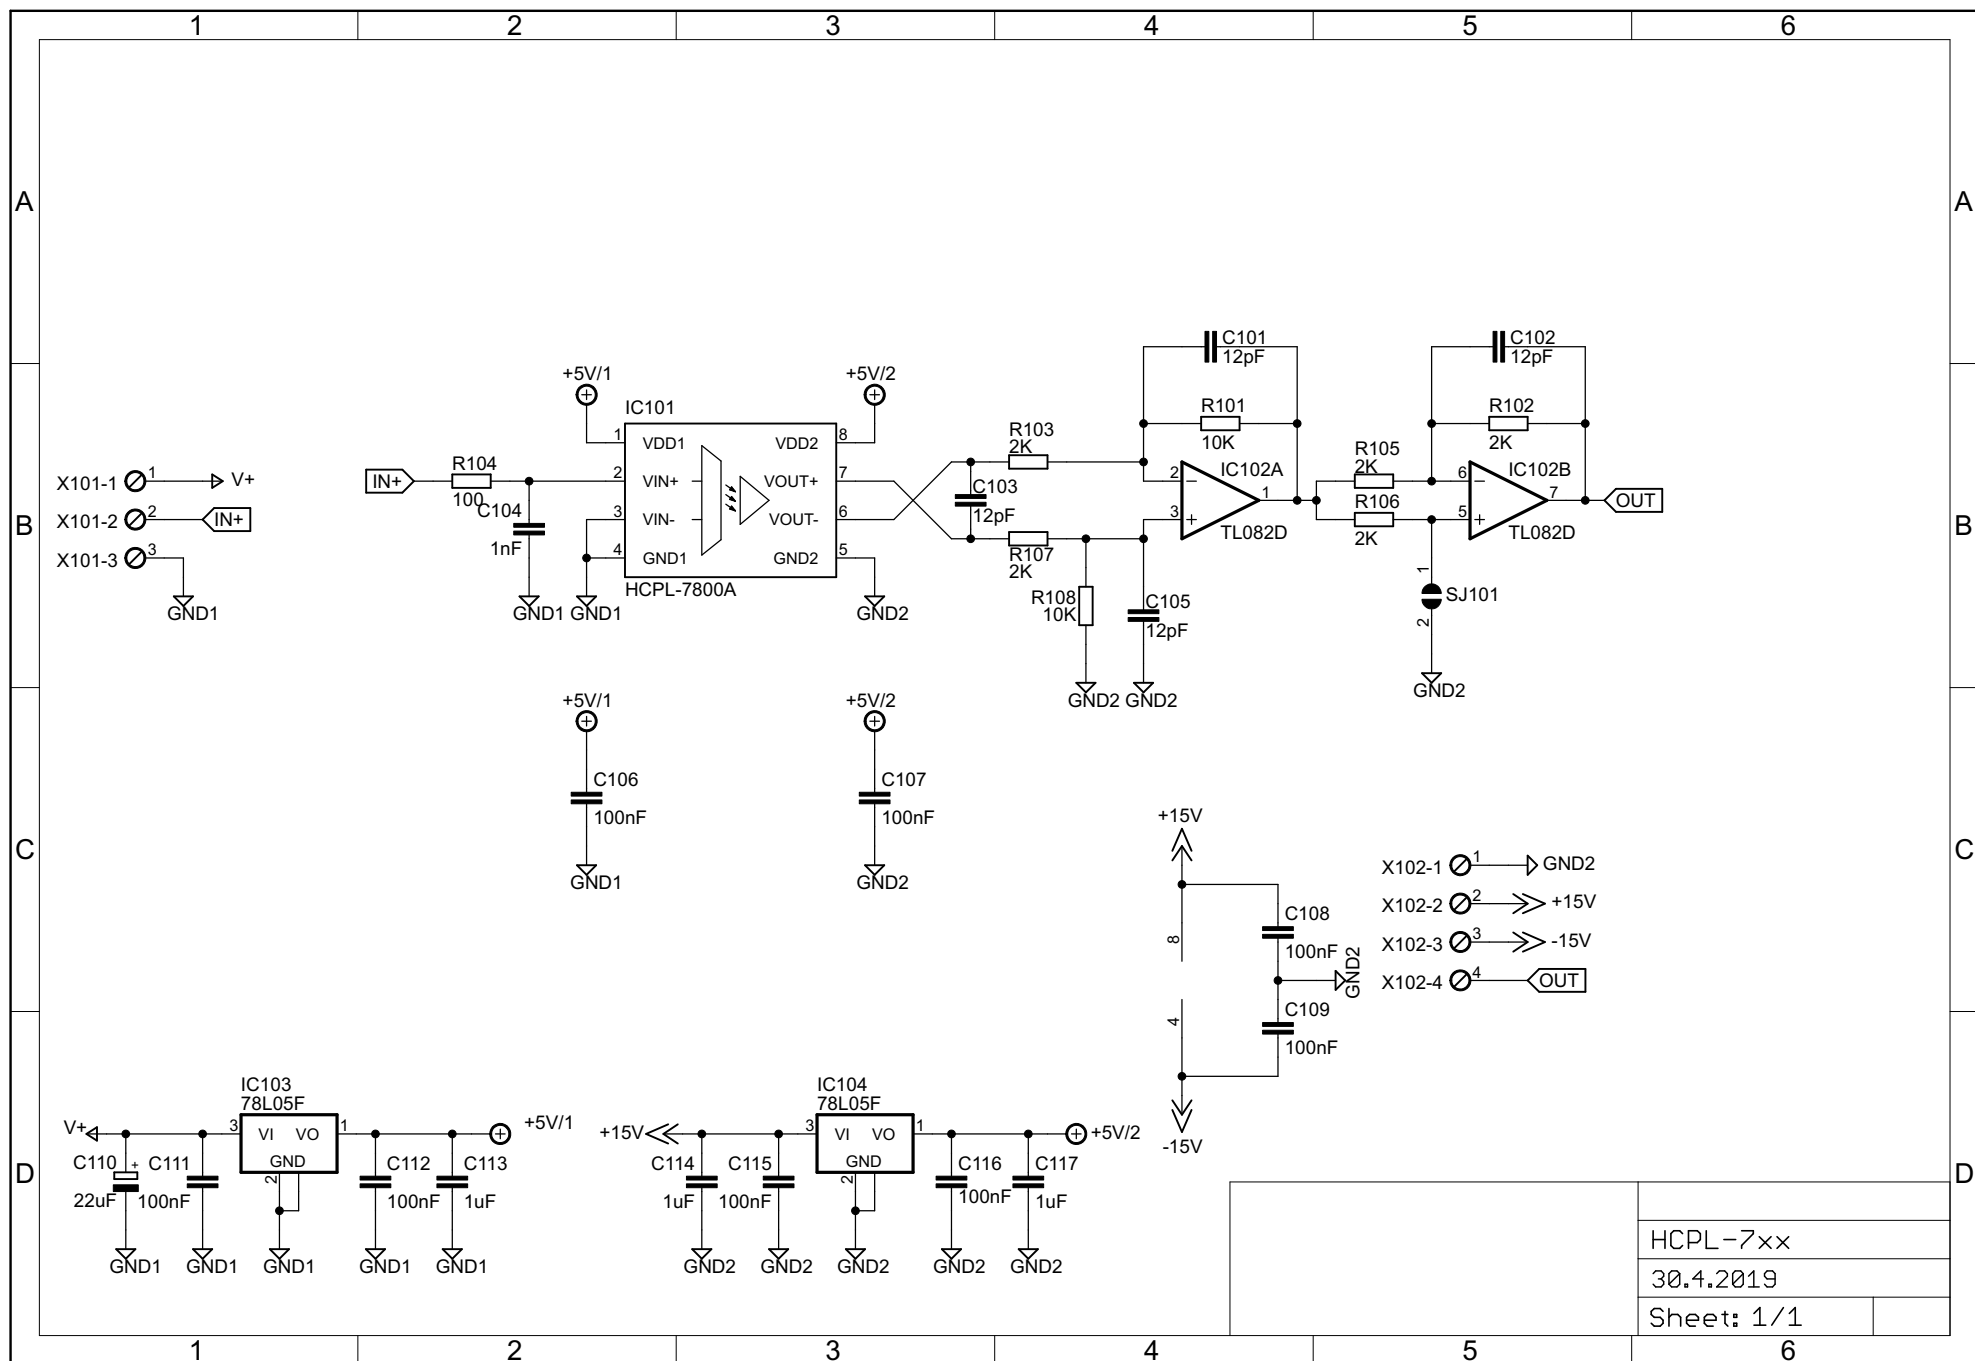 1 2 3 4 5 6
A A
C101
12pF
C102
12pF
+5V/1
+5V/2
IC101
R101
10K
R102
2K
1 VDD1 VDD2 8
R103
2K
R105
2K
X101-1 1 V+
IN+
R104
100
2 VIN+ VOUT+ 7
IC102A
2 - 1
IC102B
6 - 7
OUT
X101-2 2 IN+
C104
1nF
3 VIN- VOUT- 6
C103
12pF
3 +
TL082D
R106
2K
5 +
TL082D
B B
X101-3 3
GND1
4 GND1 GND2 5
HCPL-7800A
GND1 GND1
GND2
R107
2K
R108
10K
C105
12pF
1
SJ101
2
GND2 GND2
GND2
+5V/1
+5V/2
C106
100nF
C107
100nF
GND1
GND2
C C
+15V
8
C108
100nF
GND2
4
C109
100nF
-15V
X102-1 1 GND2
X102-2 2 +15V
X102-3 3 -15V
X102-4 4 OUT
IC103
78L05F
V+
3 VI VO 1
GND
2
+5V/1
C110 +
22uF
C111
100nF
C112
100nF
C113
1uF
GND1 GND1 GND1 GND1 GND1
IC104
78L05F
+15V
3 VI VO 1
GND
2
+5V/2
C114
1uF
C115
100nF
C116
100nF
C117
1uF
GND2 GND2 GND2 GND2 GND2
D D
HCPL-7xx
30.4.2019
Sheet: 1/1
1 2 3 4 5 6